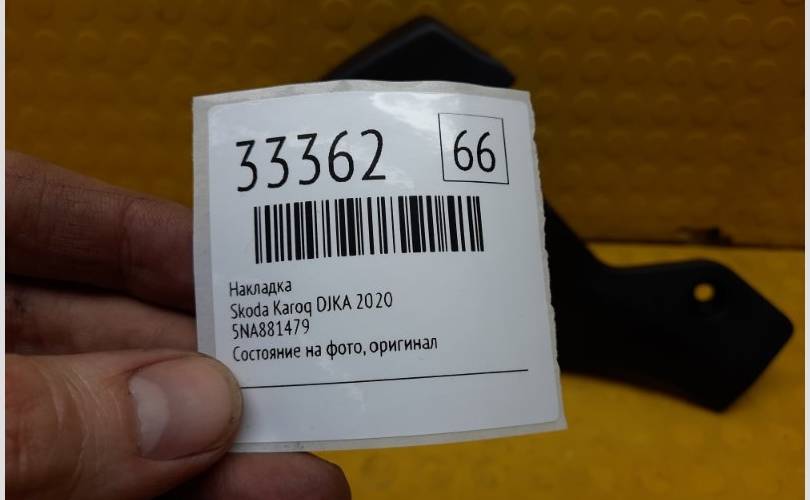 33362 66
Накладка
Skoda Karoq DJKA 2020
5NA881479
Состояние на фото, оригинал